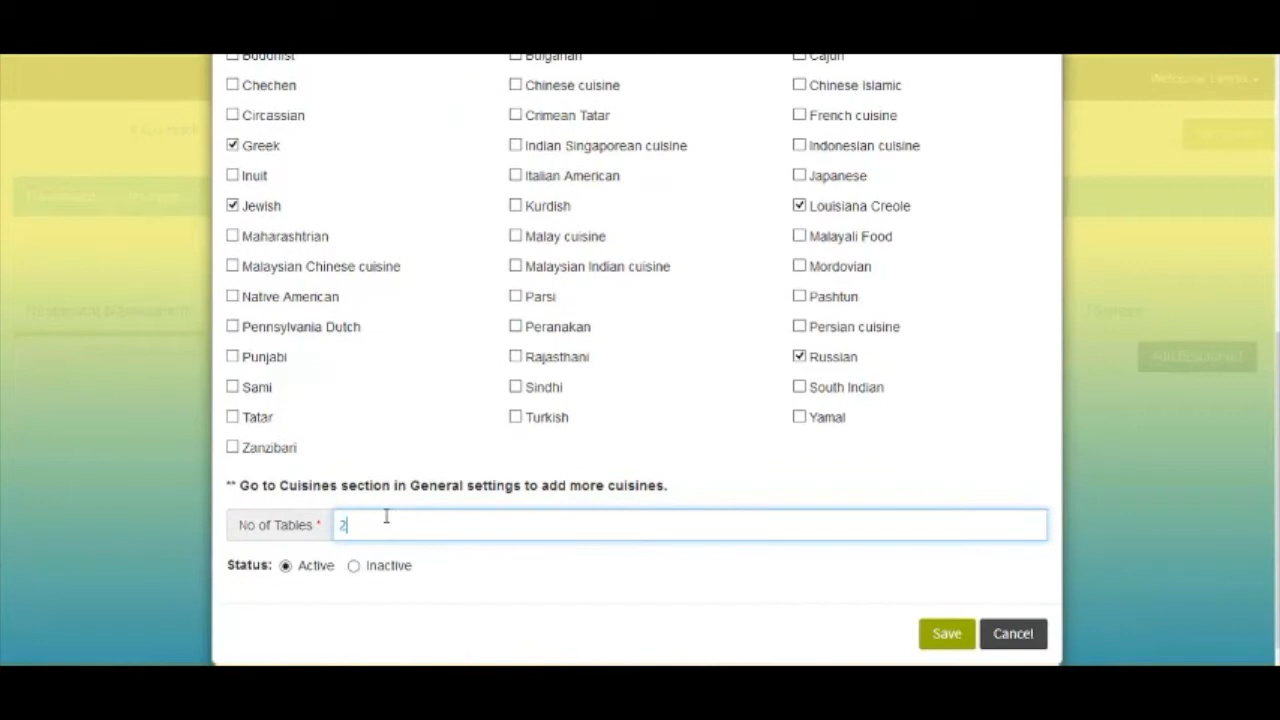 Buddhist Bulgarian Cajun
Chechen Chinese cuisine Chinese Islamic
Circassian Crimean Tatar French cuisine
Greek Indian Singaporean cuisine Indonesian cuisine
Inuit Italian American Japanese
Jewish Kurdish Louisiana Creole
Maharashtrian Malay cuisine Malayali Food
Malaysian Chinese cuisine Malaysian Indian cuisine Mordovian
Native American Parsi Pashtun
Pennsylvania Dutch Peranakan Persian cuisine
Punjabi Rajasthani Russian
Sami Sindhi South Indian
Tatar Turkish Yamal
Zanzibari
** Go to Cuisines section in General settings to add more cuisines.
No of Tables * 2
Status: Active Inactive
Save Cancel